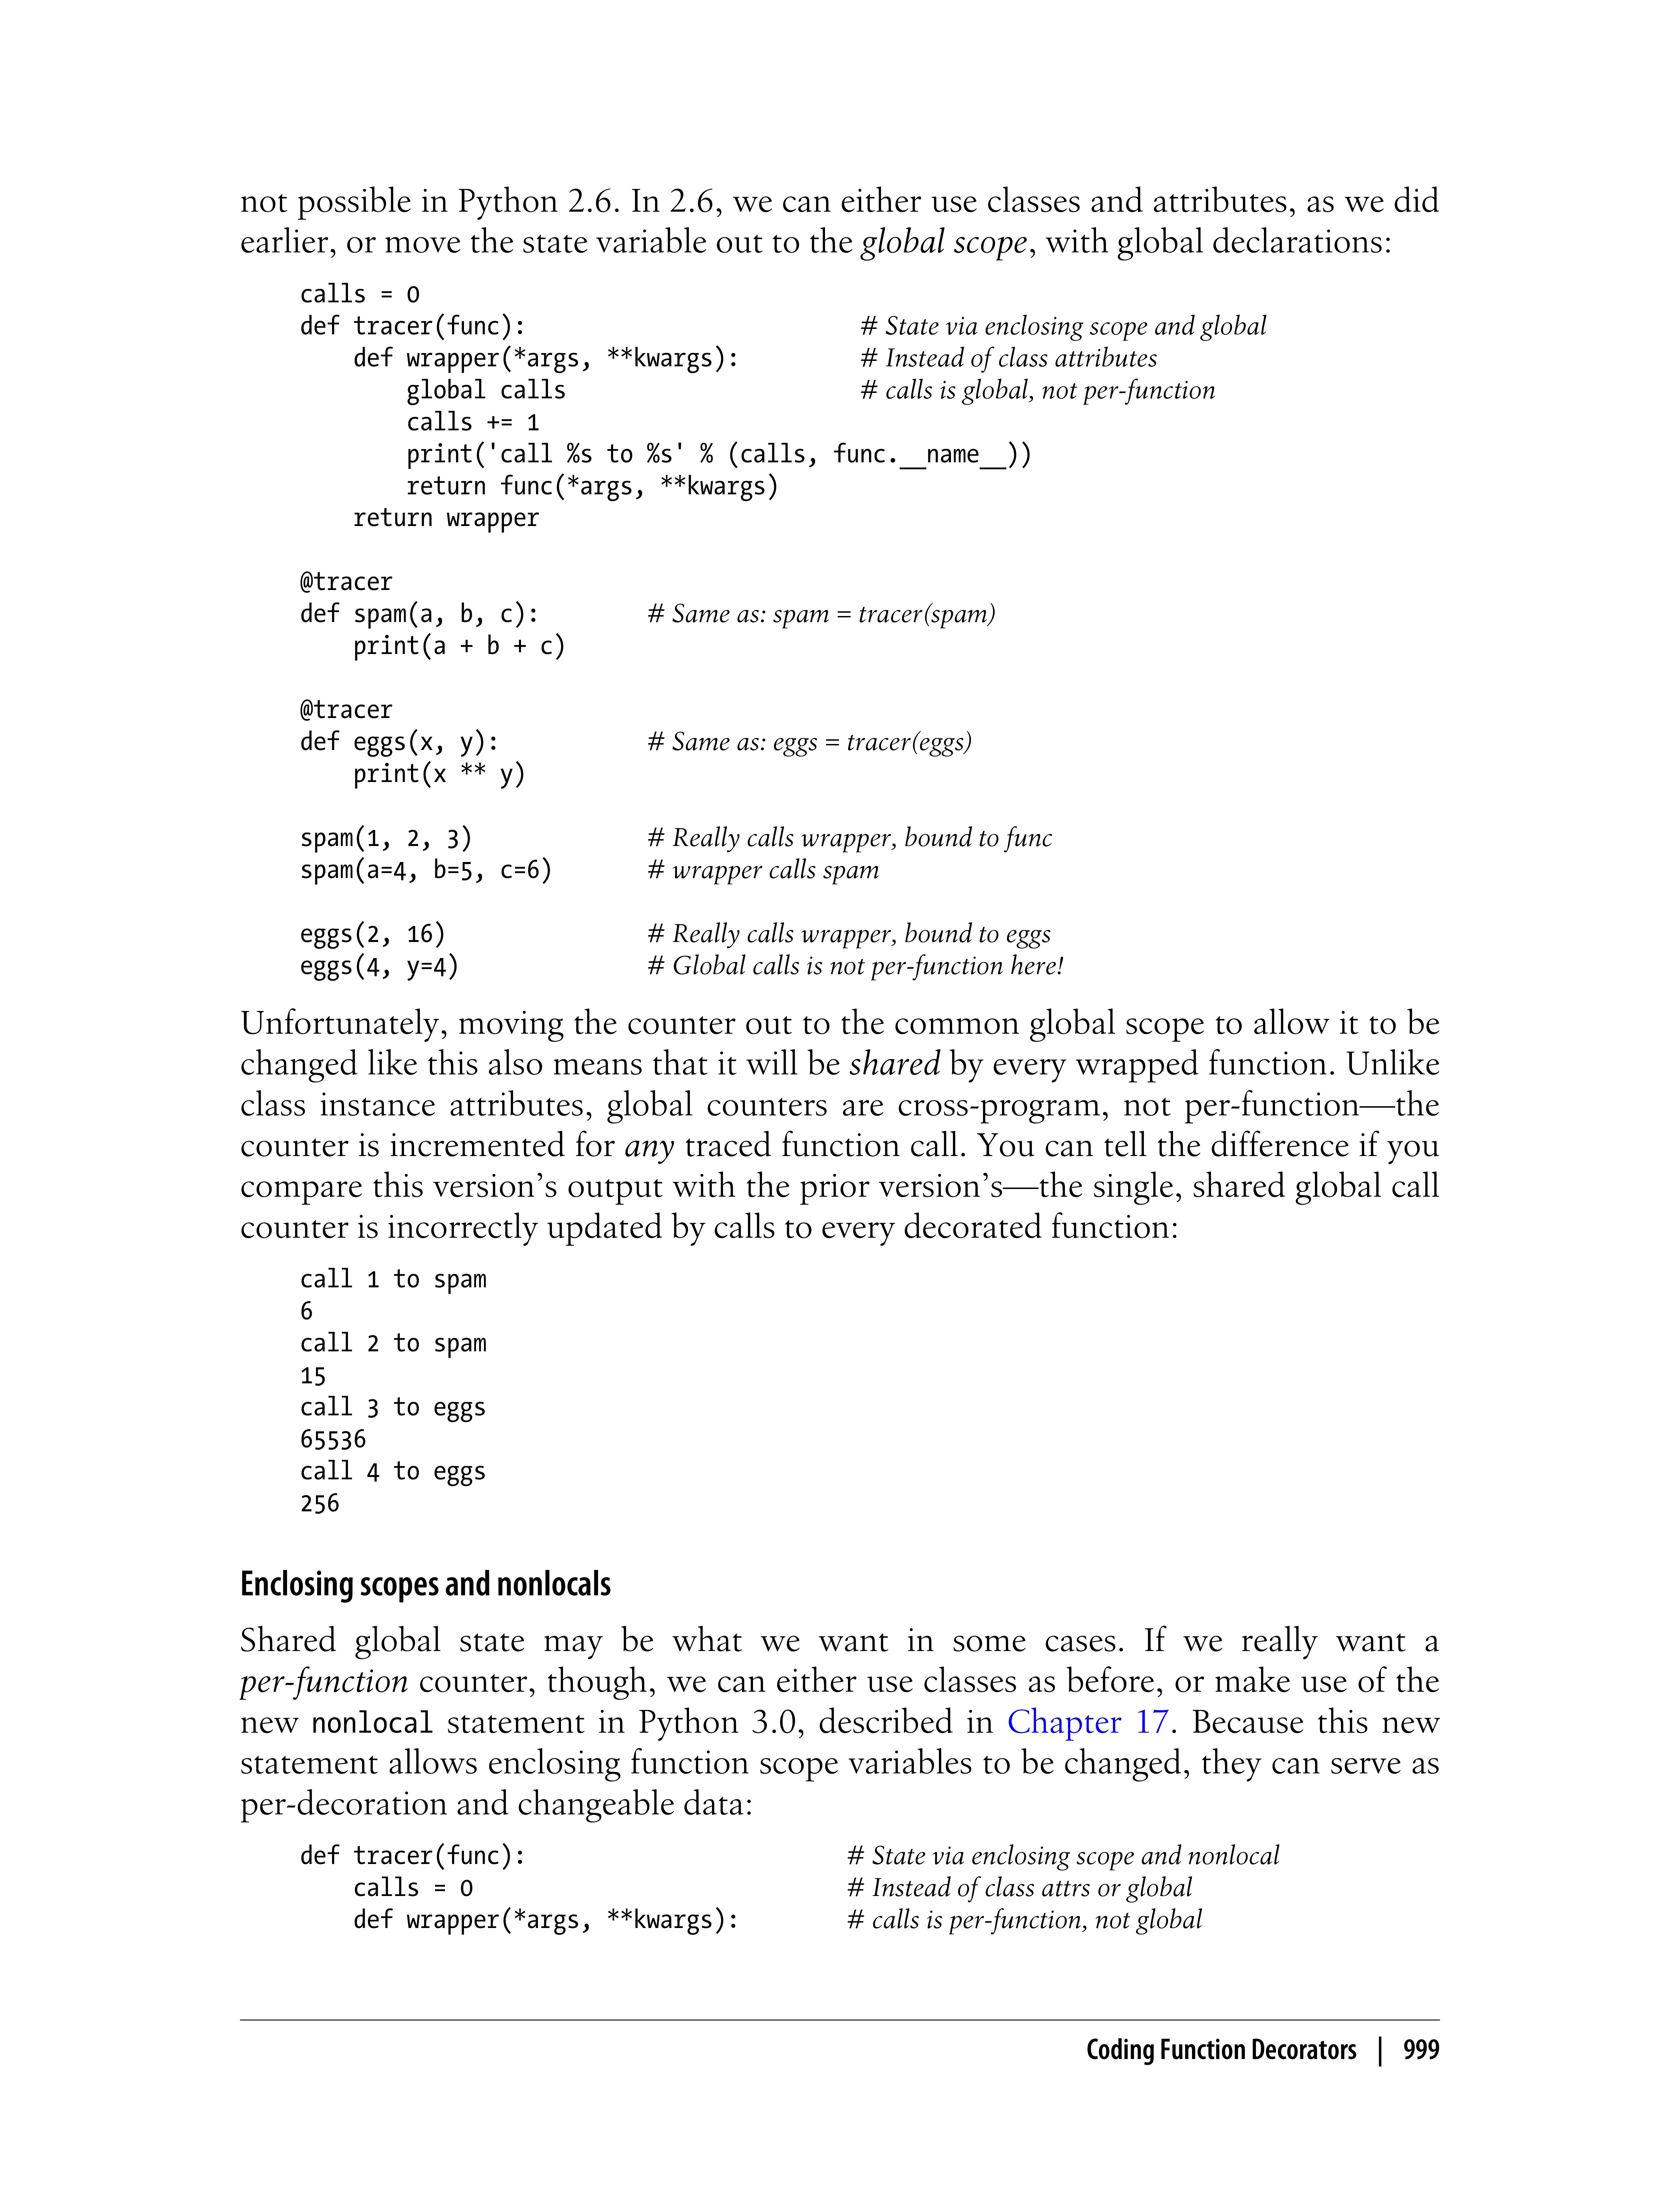 not possible in Python 2.6. In 2.6, we can either use classes and attributes, as we did
earlier, or move the state variable out to the global scope, with global declarations:
calls = 0
def tracer(func):                         # State via enclosing scope and global
    def wrapper(*args, **kwargs):         # Instead of class attributes
        global calls                      # calls is global, not per-function
        calls += 1
        print('call %s to %s' % (calls, func.__name__))
        return func(*args, **kwargs)
    return wrapper
@tracer
def spam(a, b, c):        # Same as: spam = tracer(spam)
    print(a + b + c)
@tracer
def eggs(x, y):           # Same as: eggs = tracer(eggs)
    print(x ** y)
spam(1, 2, 3)             # Really calls wrapper, bound to func
spam(a=4, b=5, c=6)       # wrapper calls spam
eggs(2, 16)               # Really calls wrapper, bound to eggs
eggs(4, y=4)              # Global calls is not per-function here!
Unfortunately, moving the counter out to the common global scope to allow it to be
changed like this also means that it will be shared by every wrapped function. Unlike
class instance attributes, global counters are cross-program, not per-function—the
counter is incremented for any traced function call. You can tell the difference if you
compare this version’s output with the prior version’s—the single, shared global call
counter is incorrectly updated by calls to every decorated function:
call 1 to spam
6
call 2 to spam
15
call 3 to eggs
65536
call 4 to eggs
256
Enclosing scopes and nonlocals
Shared global state may be what we want in some cases. If we really want a
per-function counter, though, we can either use classes as before, or make use of the
new nonlocal statement in Python 3.0, described in Chapter 17. Because this new
statement allows enclosing function scope variables to be changed, they can serve as
per-decoration and changeable data:
def tracer(func):                        # State via enclosing scope and nonlocal
    calls = 0                            # Instead of class attrs or global
    def wrapper(*args, **kwargs):        # calls is per-function, not global
Coding Function Decorators | 999